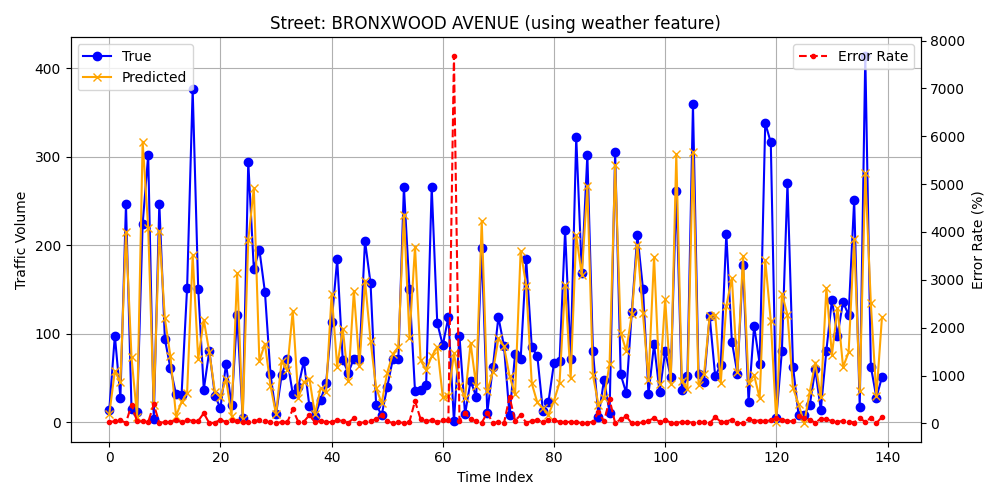 Street: BRONXWOOD AVENUE (using weather feature)
True
Predicted
Error Rate
Traffic Volume
400
300
200
100
0
8000
7000
6000
5000
4000
3000
2000
1000
0
Error Rate (%)
0 20 40 60 80 100 120 140
Time Index